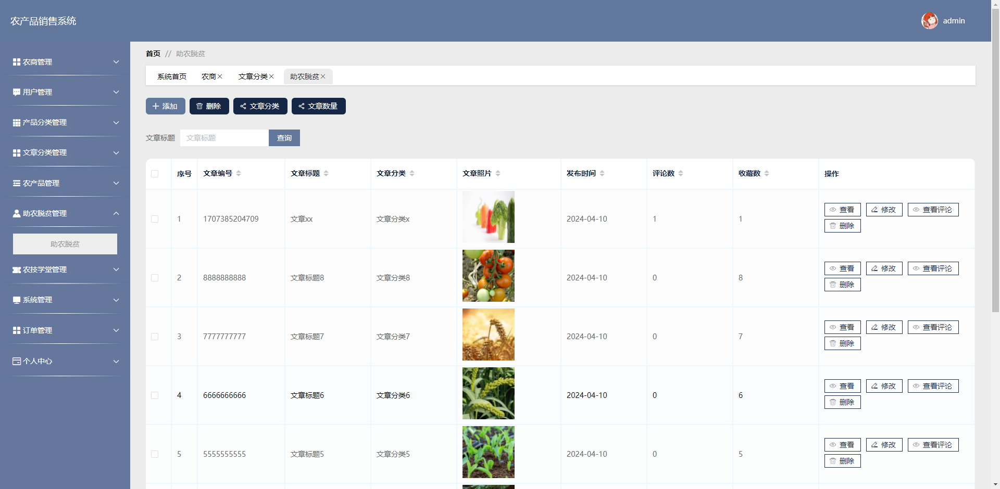 农产品销售系统
admin
农商管理
用户管理
产品分类管理
文章分类管理
农产品管理
助农脱贫管理
助农脱贫
农技学堂管理
系统管理
订单管理
个人中心
首页 // 助农脱贫
系统首页 农商 文章分类 助农脱贫
添加 删除 文章分类 文章数量
文章标题 文章标题 查询
序号 文章编号 文章标题 文章分类 文章照片 发布时间 评论数 收藏数 操作
1 1707385204709 文章xx 文章分类x 2024-04-10 1 1 查看 修改 查看评论
删除
2 8888888888 文章标题8 文章分类8 2024-04-10 0 8 查看 修改 查看评论
删除
3 7777777777 文章标题7 文章分类7 2024-04-10 0 7 查看 修改 查看评论
删除
4 6666666666 文章标题6 文章分类6 2024-04-10 0 6 查看 修改 查看评论
删除
5 5555555555 文章标题5 文章分类5 2024-04-10 0 5 查看 修改 查看评论
删除